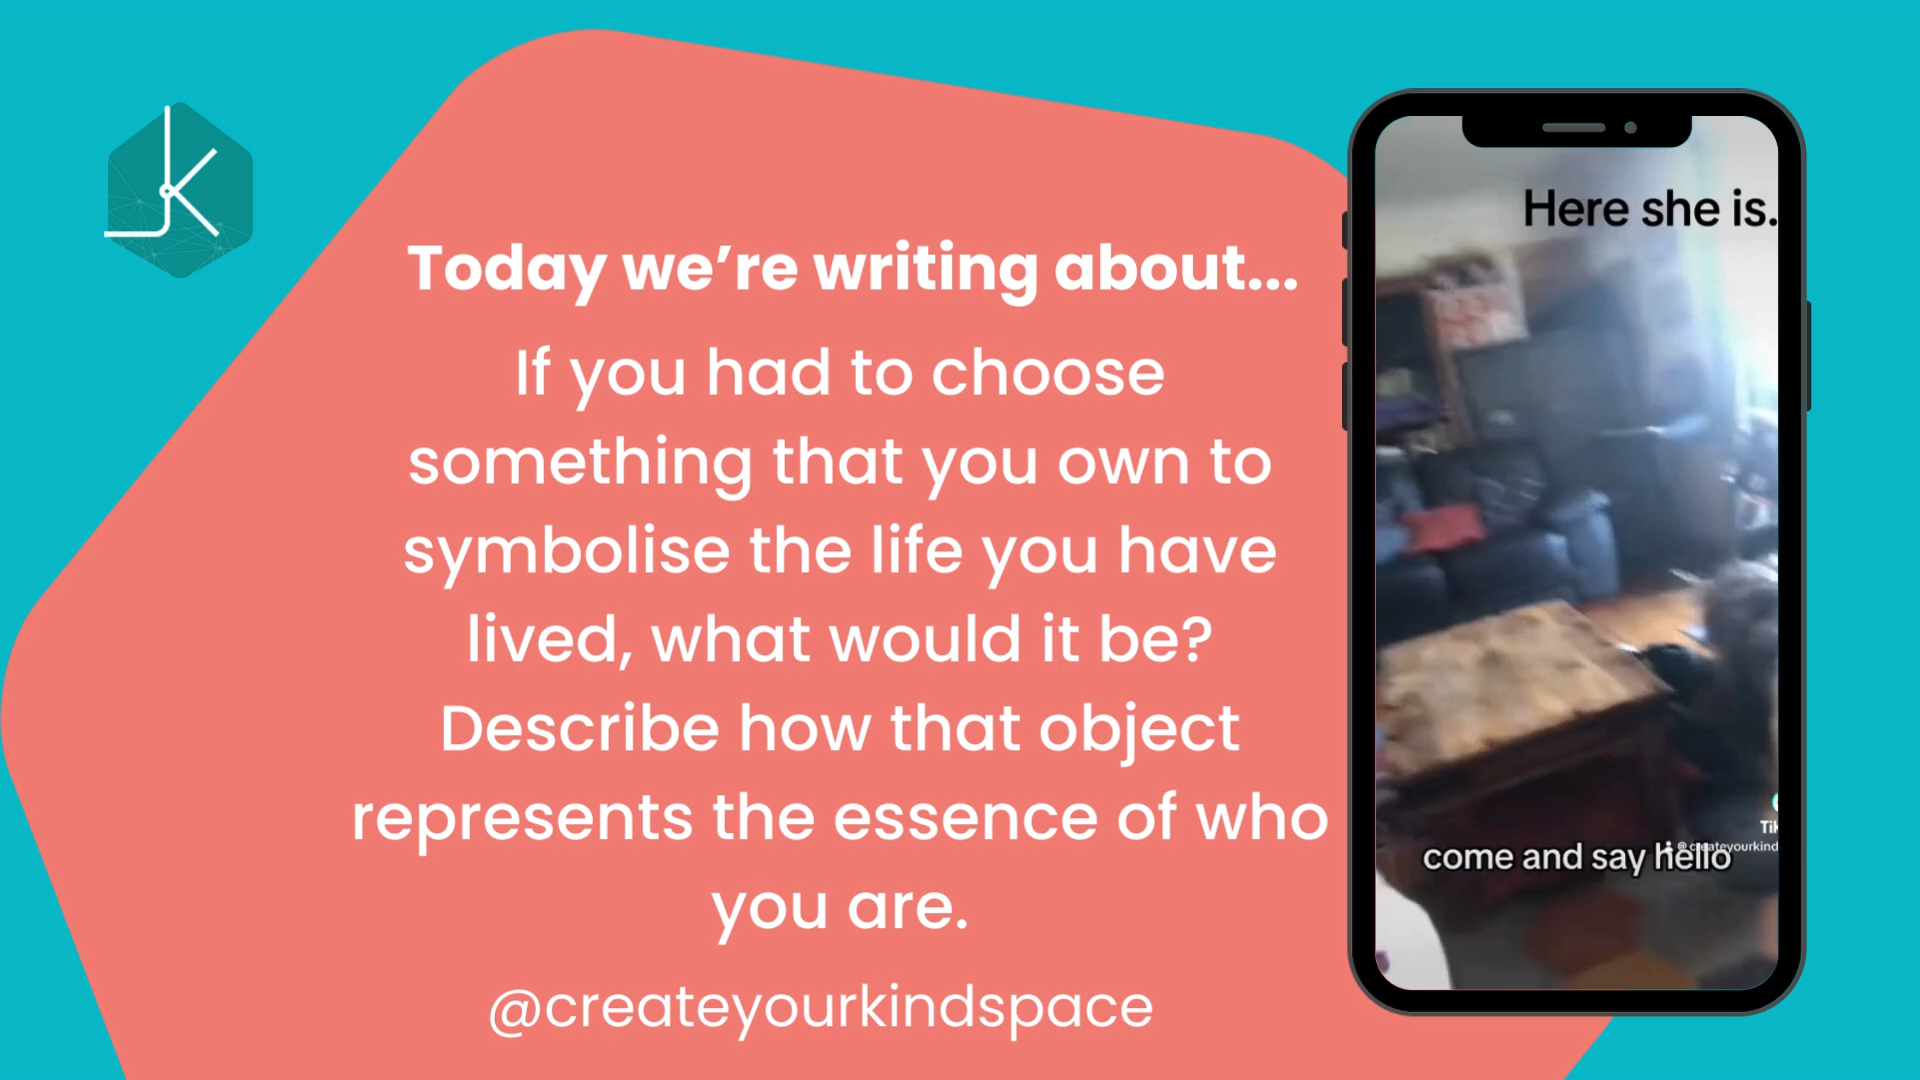 Today we’re writing about...
If you had to choose
something that you own to
symbolise the life you have
lived, what would it be?
Describe how that object
represents the essence of who
you are.
@createyourkindspace
Here she is.
Tik
@createyourkind
come and say hello